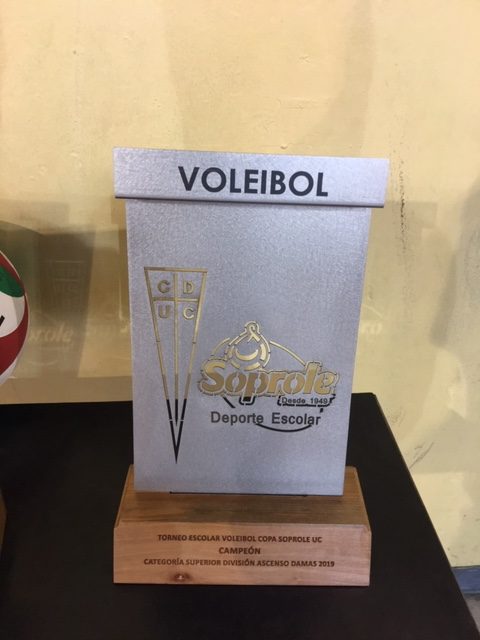 VOLEIBOL
C D
U C
Soprole
Desde 1949
Deporte Escolar
TORNEO ESCOLAR VOLEIBOL COPA SOPROLE UC
CAMPEÓN
CATEGORÍA SUPERIOR DIVISIÓN ASCENSO DAMAS 2019